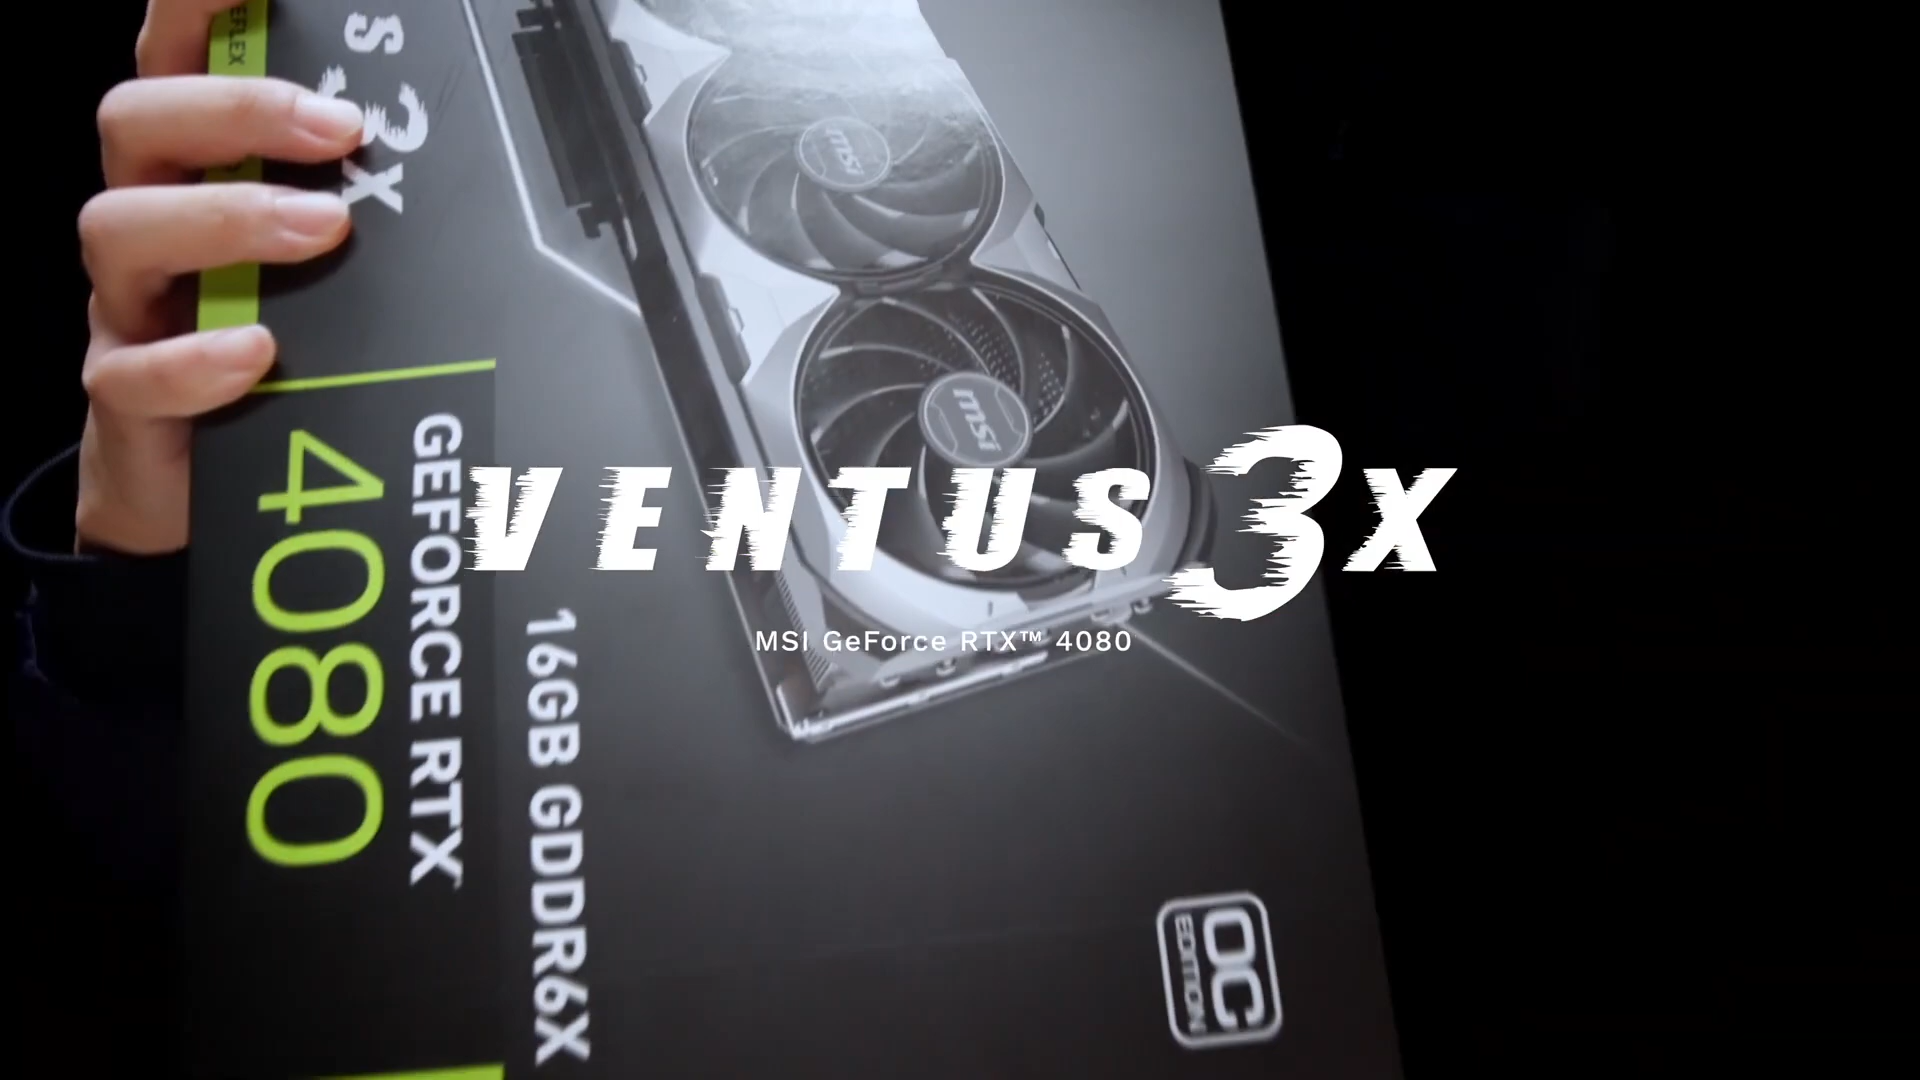 VENTUS 3X
MSI GeForce RTX™ 4080
S 3X
GEFORCE RTX
4080
16GB GDDR6X
OC
EDITION
msi
msi